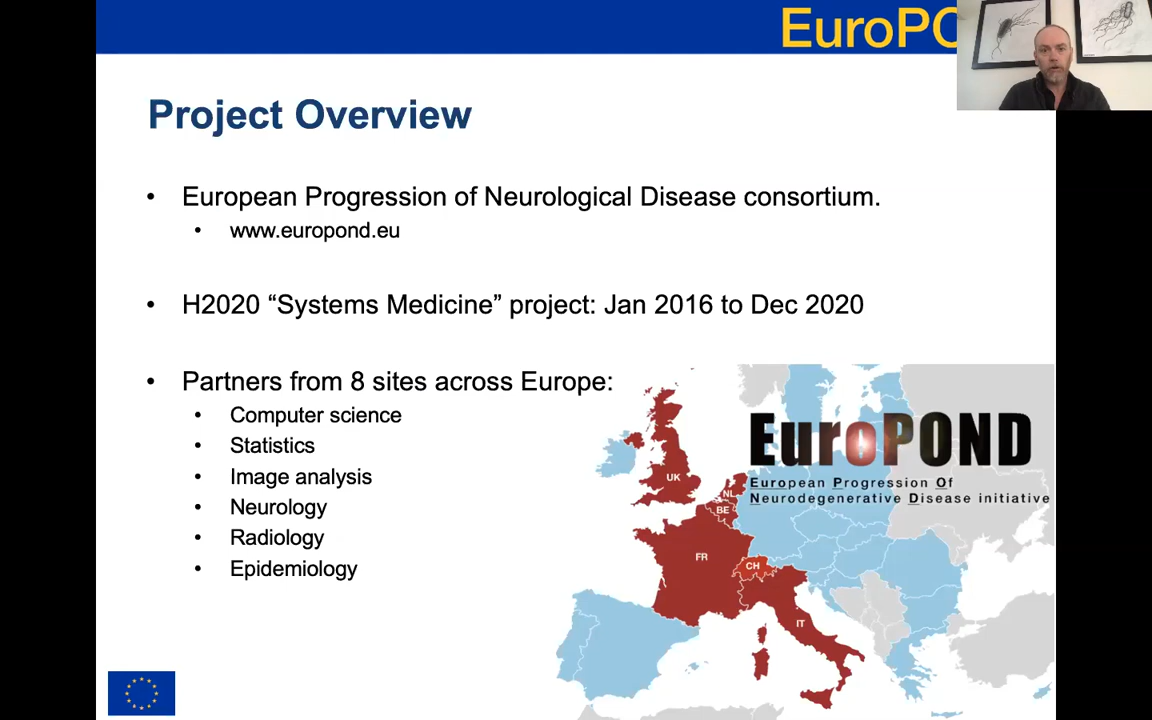 EuroPO
Project Overview
• European Progression of Neurological Disease consortium.
• www.europond.eu
• H2020 “Systems Medicine” project: Jan 2016 to Dec 2020
• Partners from 8 sites across Europe:
• Computer science
• Statistics
• Image analysis
• Neurology
• Radiology
• Epidemiology
EuroPOND
European Progression Of
Neurodegenerative Disease initiative
UK
NL
BE
FR
CH
IT